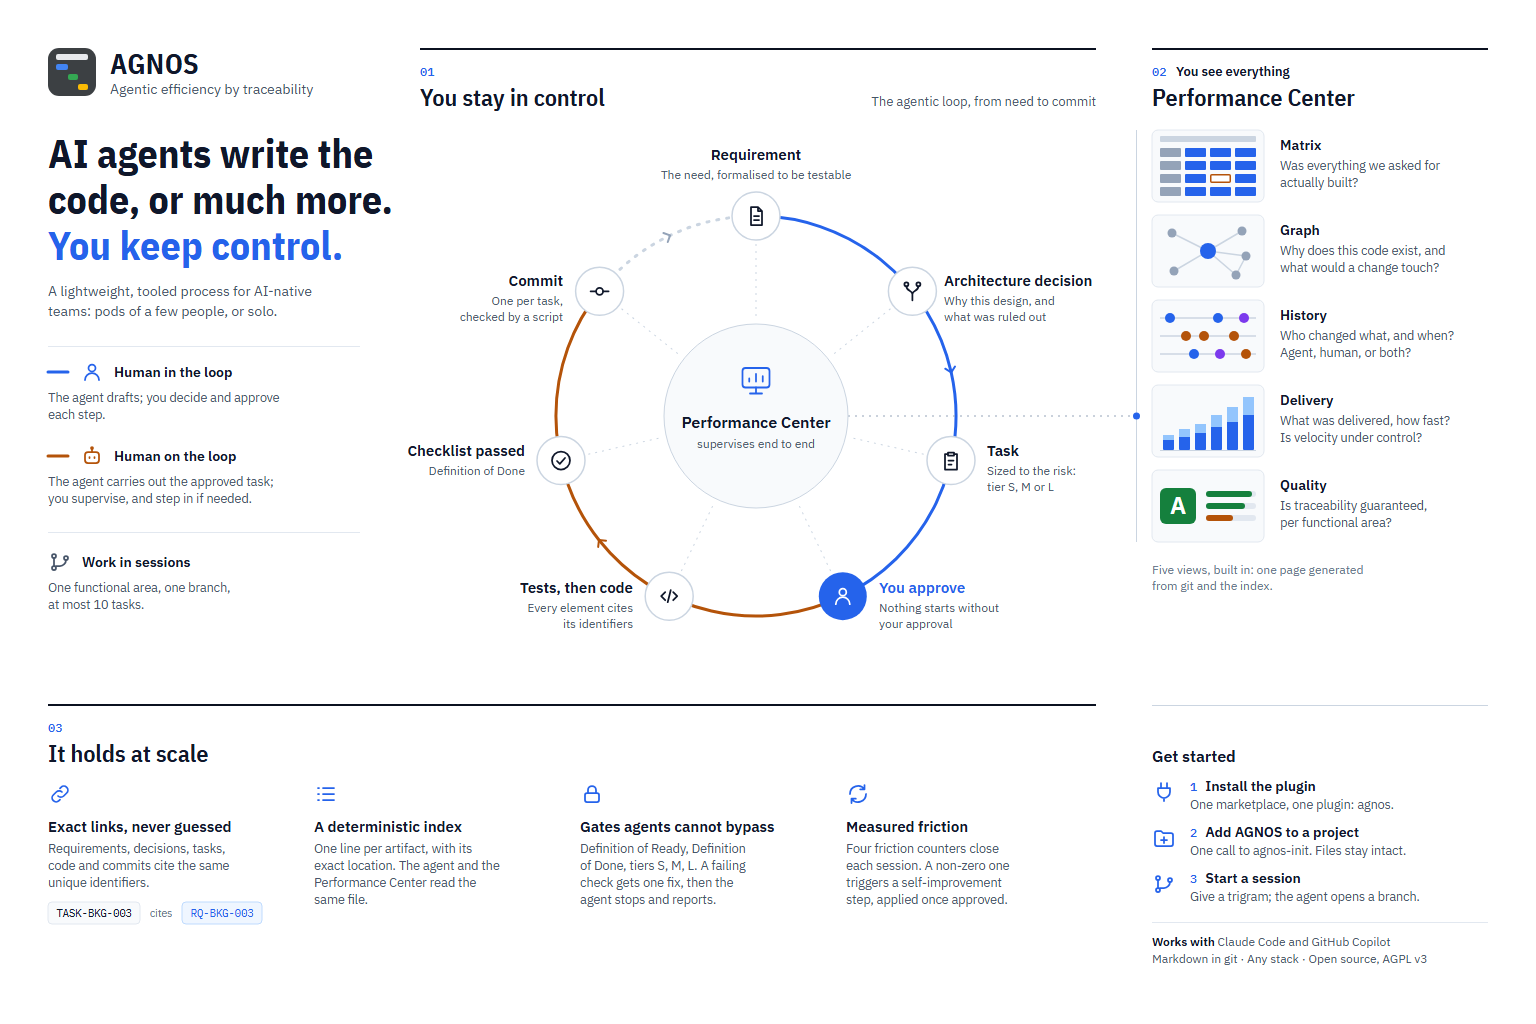 AGNOS
Agentic efficiency by traceability
AI agents write the
code, or much more.
You keep control.
A lightweight, tooled process for AI-native
teams: pods of a few people, or solo.
Human in the loop
The agent drafts; you decide and approve
each step.
Human on the loop
The agent carries out the approved task;
you supervise, and step in if needed.
Work in sessions
One functional area, one branch,
at most 10 tasks.
01
You stay in control
The agentic loop, from need to commit
Requirement
The need, formalised to be testable
Architecture decision
Why this design, and
what was ruled out
Task
Sized to the risk:
tier S, M or L
You approve
Nothing starts without
your approval
Tests, then code
Every element cites
its identifiers
Checklist passed
Definition of Done
Commit
One per task,
checked by a script
Performance Center
supervises end to end
02 You see everything
Performance Center
Matrix
Was everything we asked for
actually built?
Graph
Why does this code exist, and
what would a change touch?
History
Who changed what, and when?
Agent, human, or both?
Delivery
What was delivered, how fast?
Is velocity under control?
A
Quality
Is traceability guaranteed,
per functional area?
Five views, built in: one page generated
from git and the index.
03
It holds at scale
Exact links, never guessed
Requirements, decisions, tasks,
code and commits cite the same
unique identifiers.
TASK-BKG-003 cites RQ-BKG-003
A deterministic index
One line per artifact, with its
exact location. The agent and the
Performance Center read the
same file.
Gates agents cannot bypass
Definition of Ready, Definition
of Done, tiers S, M, L. A failing
check gets one fix, then the
agent stops and reports.
Measured friction
Four friction counters close
each session. A non-zero one
triggers a self-improvement
step, applied once approved.
Get started
1 Install the plugin
One marketplace, one plugin: agnos.
2 Add AGNOS to a project
One call to agnos-init. Files stay intact.
3 Start a session
Give a trigram; the agent opens a branch.
Works with Claude Code and GitHub Copilot
Markdown in git · Any stack · Open source, AGPL v3